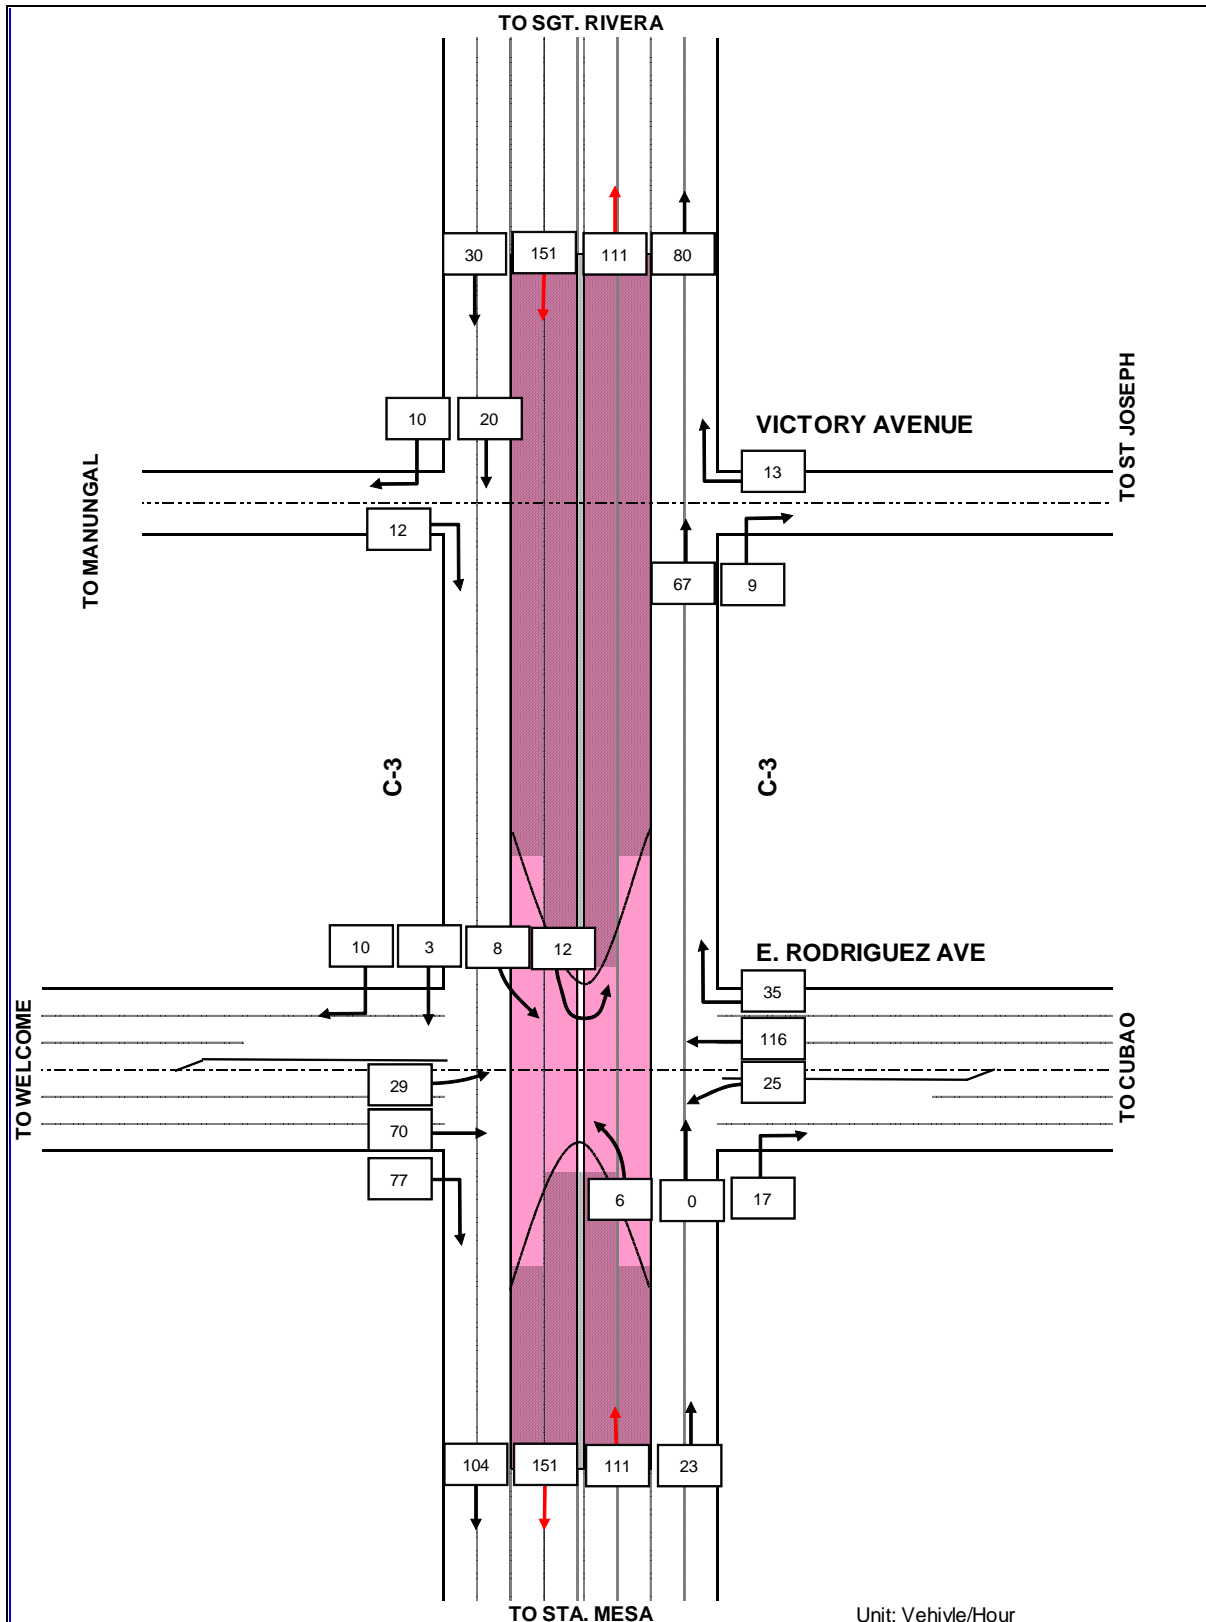 TO SGT. RIVERA
30
151
111
80
10
20
VICTORY AVENUE
13
TO ST JOSEPH
TO MANUNGAL
12
67
9
C-3
C-3
10
3
8
12
E. RODRIGUEZ AVE
35
116
25
TO WELCOME
TO CUBAO
29
70
77
6
0
17
104
151
111
23
TO STA. MESA
Unit: Vehivle/Hour